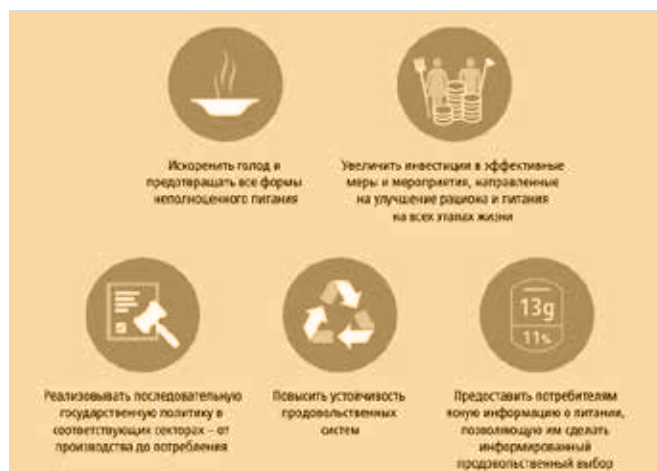 Искоренить голод и
предотвращать все формы
неполноценного питания
Увеличить инвестиции в эффективные
меры и мероприятия, направленные
на улучшение рациона и питания
на всех этапах жизни
Реализовывать последовательную
государственную политику в
соответствующих секторах – от
производства до потребления
Повысить устойчивость
продовольственных
систем
13g
11%
Предоставить потребителям
ясную информацию о питании,
позволяющую им сделать
информированный
продовольственный выбор